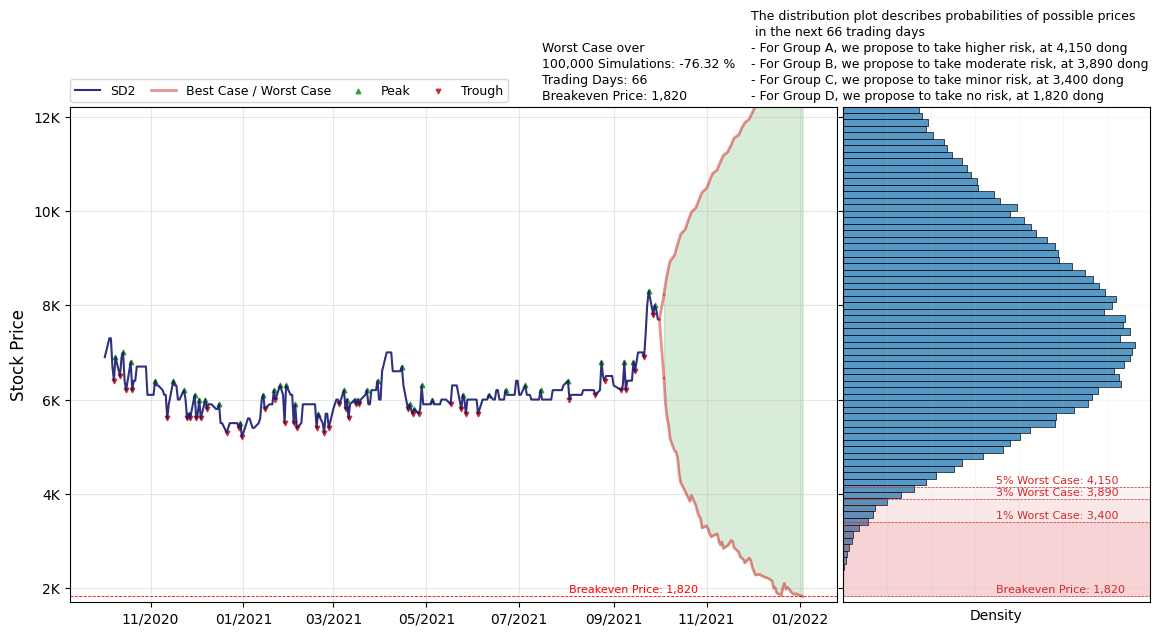 The distribution plot describes probabilities of possible prices
in the next 66 trading days
- For Group A, we propose to take higher risk, at 4,150 dong
- For Group B, we propose to take moderate risk, at 3,890 dong
- For Group C, we propose to take minor risk, at 3,400 dong
- For Group D, we propose to take no risk, at 1,820 dong
Worst Case over
100,000 Simulations: -76.32 %
Trading Days: 66
Breakeven Price: 1,820
SD2
Best Case / Worst Case
Peak
Trough
Stock Price
12K
10K
8K
6K
4K
2K
Breakeven Price: 1,820
11/2020
01/2021
03/2021
05/2021
07/2021
09/2021
11/2021
01/2022
5% Worst Case: 4,150
3% Worst Case: 3,890
1% Worst Case: 3,400
Breakeven Price: 1,820
Density